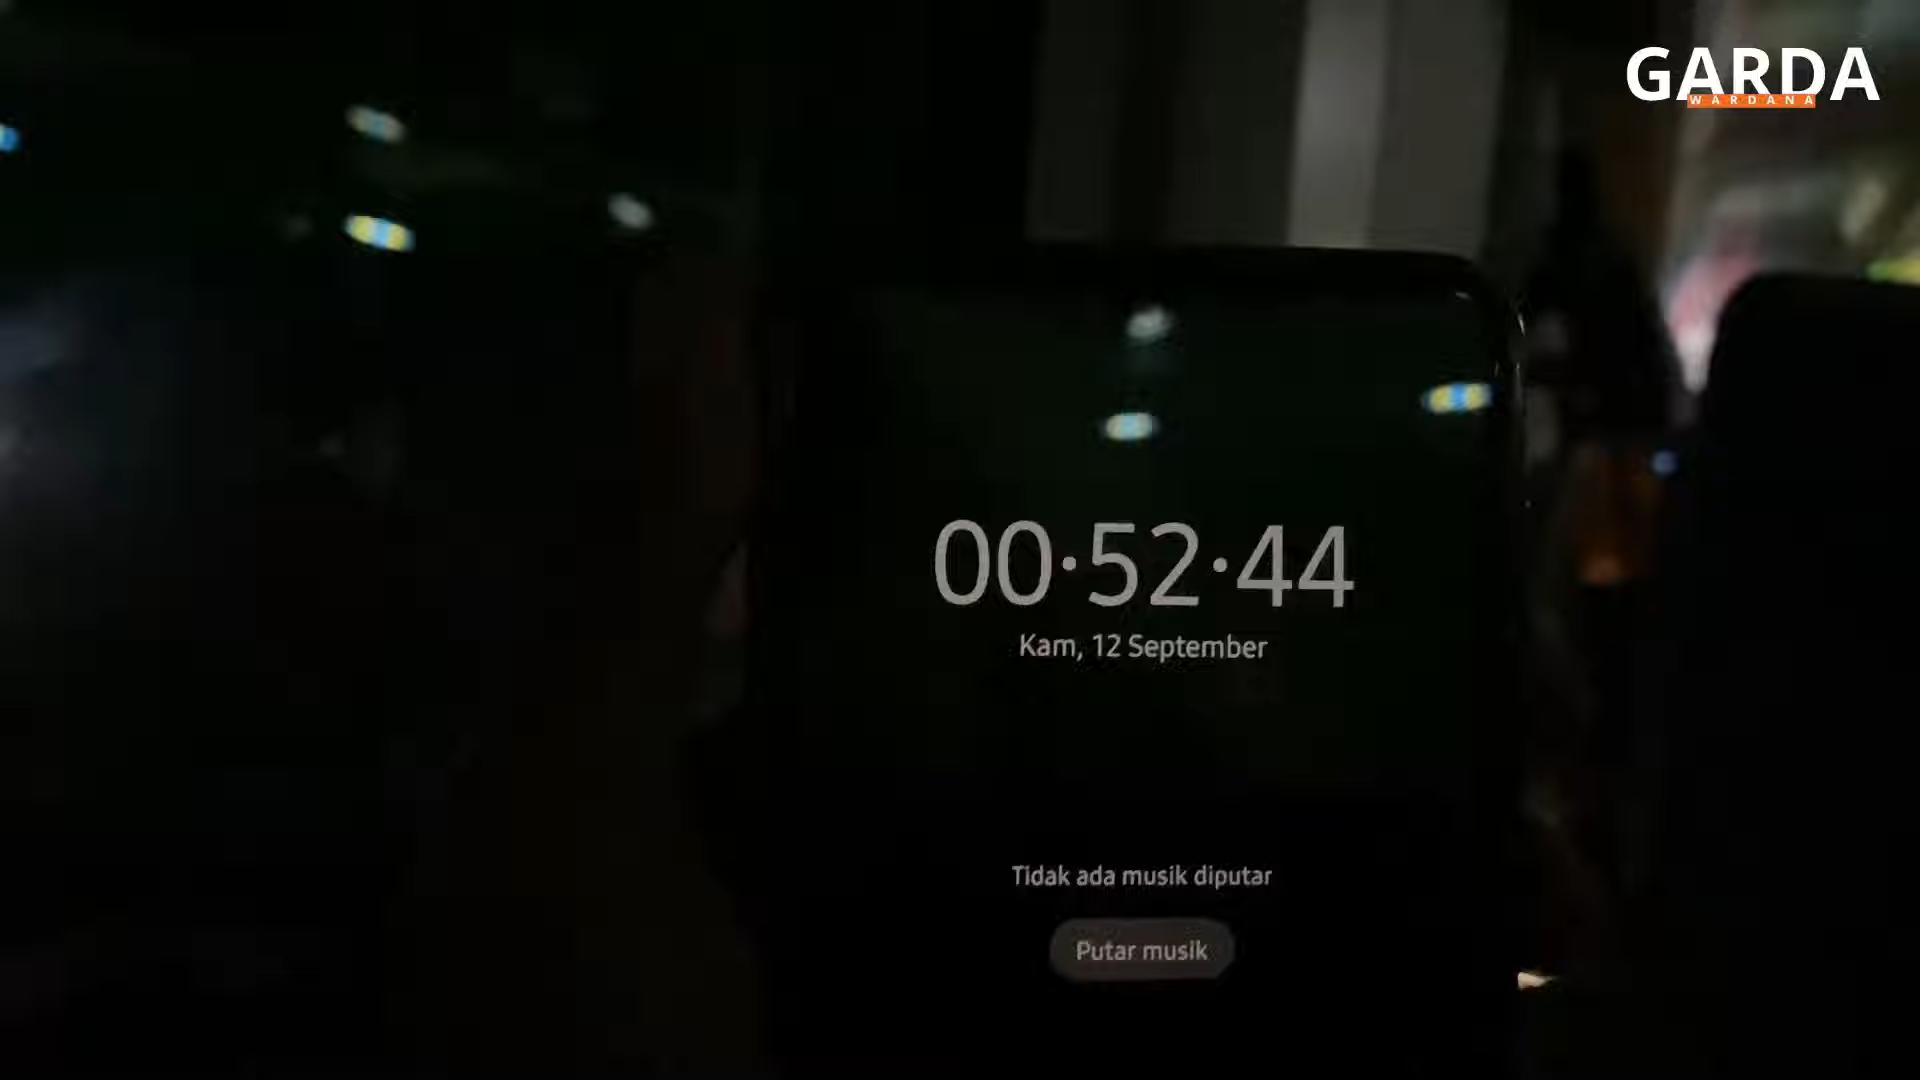 GARDA
WARDANA
00·52·44
Kam, 12 September
Tidak ada musik diputar
Putar musik